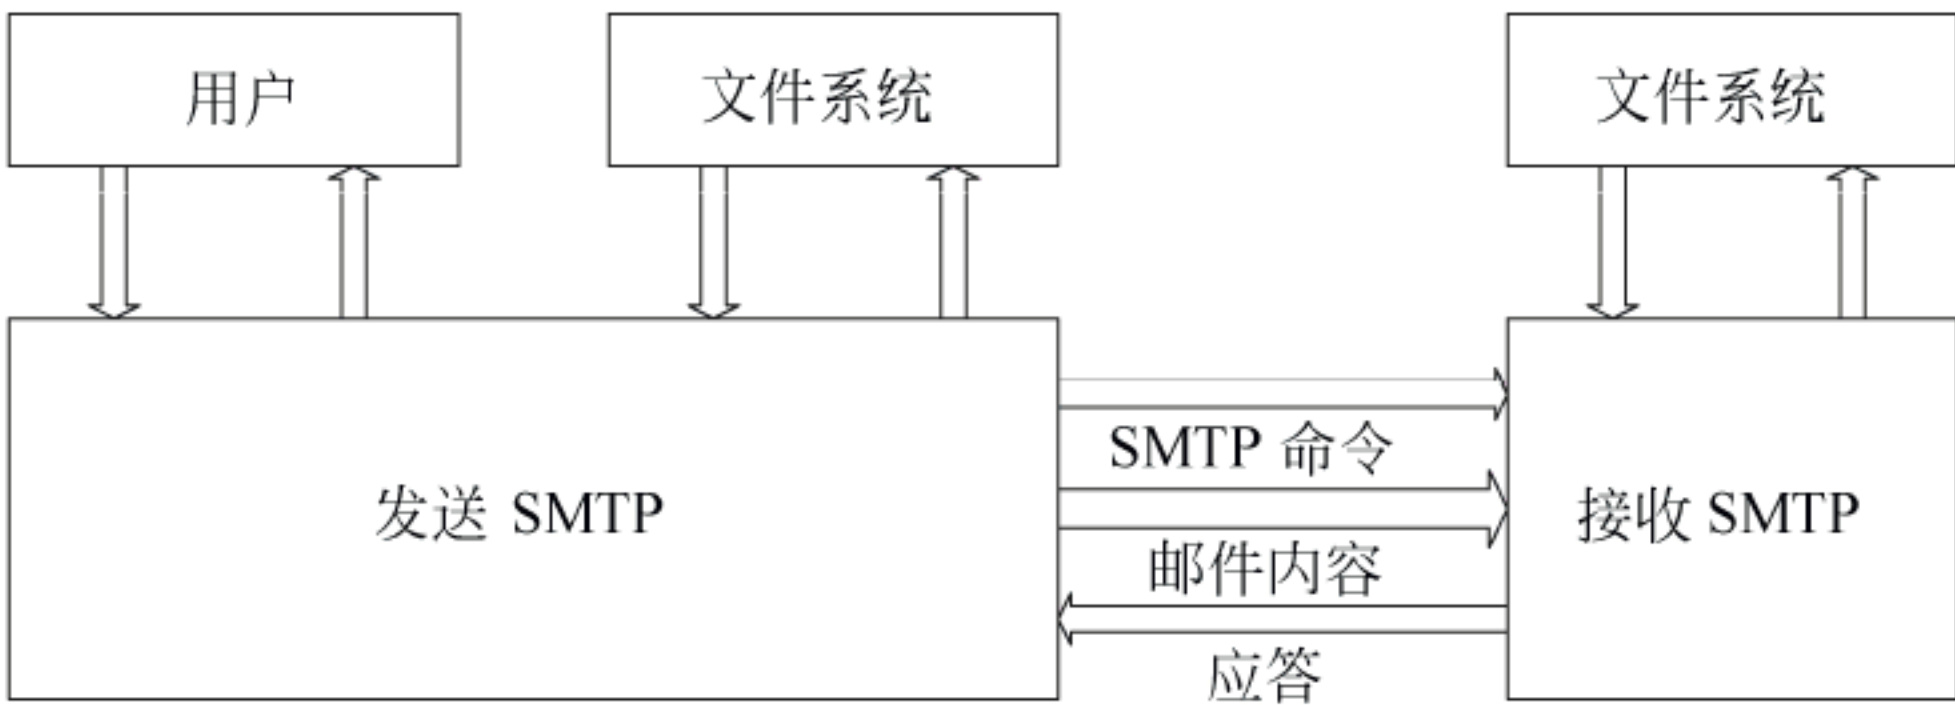 用户
文件系统
文件系统
发送 SMTP
SMTP 命令
邮件内容
应答
接收 SMTP